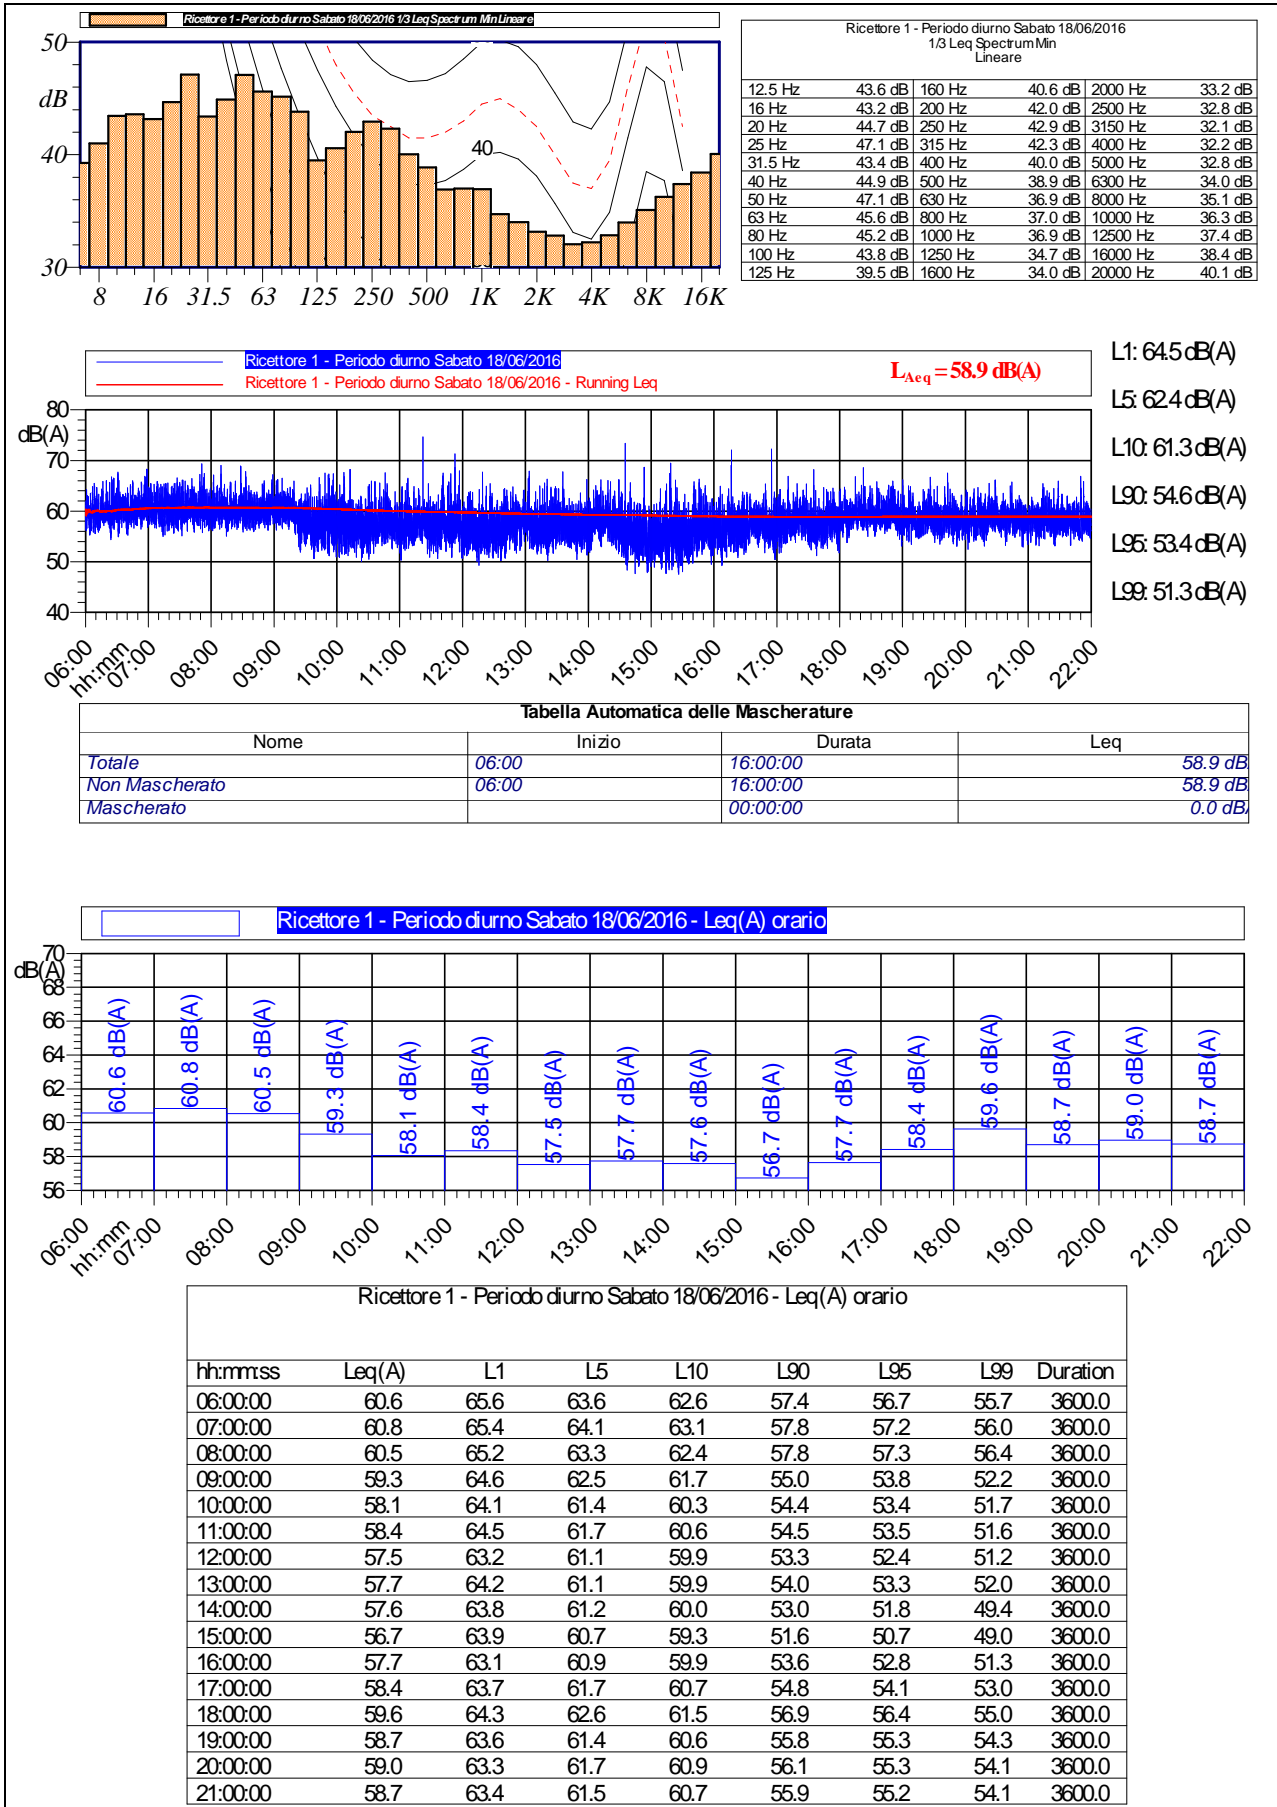 Ricettore 1 - Periodo diurno Sabato 18/06/2016 1/3 Leq Spectrum Min Lineare
50
dB
40
30
40
8 16 31.5 63 125 250 500 1K 2K 4K 8K 16K
Ricettore 1 - Periodo diurno Sabato 18/06/2016
1/3 Leq Spectrum Min
Lineare
12.5 Hz 43.6 dB 160 Hz 40.6 dB 2000 Hz 33.2 dB
16 Hz 43.2 dB 200 Hz 42.0 dB 2500 Hz 32.8 dB
20 Hz 44.7 dB 250 Hz 42.9 dB 3150 Hz 32.1 dB
25 Hz 47.1 dB 315 Hz 42.3 dB 4000 Hz 32.2 dB
31.5 Hz 43.4 dB 400 Hz 40.0 dB 5000 Hz 32.8 dB
40 Hz 44.9 dB 500 Hz 38.9 dB 6300 Hz 34.0 dB
50 Hz 47.1 dB 630 Hz 36.9 dB 8000 Hz 35.1 dB
63 Hz 45.6 dB 800 Hz 37.0 dB 10000 Hz 36.3 dB
80 Hz 45.2 dB 1000 Hz 36.9 dB 12500 Hz 37.4 dB
100 Hz 43.8 dB 1250 Hz 34.7 dB 16000 Hz 38.4 dB
125 Hz 39.5 dB 1600 Hz 34.0 dB 20000 Hz 40.1 dB
Ricettore 1 - Periodo diurno Sabato 18/06/2016
Ricettore 1 - Periodo diurno Sabato 18/06/2016 - Running Leq
LAeq = 58.9 dB(A)
L1: 64.5 dB(A)
L5: 62.4 dB(A)
L10: 61.3 dB(A)
L90: 54.6 dB(A)
L95: 53.4 dB(A)
L99: 51.3 dB(A)
80
dB(A)
70
60
50
40
06:00 07:00 08:00 09:00 10:00 11:00 12:00 13:00 14:00 15:00 16:00 17:00 18:00 19:00 20:00 21:00 22:00
hh:mm
Tabella Automatica delle Mascherature
Nome Inizio Durata Leq
Totale 06:00 16:00:00 58.9 dB
Non Mascherato 06:00 16:00:00 58.9 dB
Mascherato 00:00:00 0.0 dB
Ricettore 1 - Periodo diurno Sabato 18/06/2016 - Leq(A) orario
70
dB(A)
68
66
64
62
60
58
56
60.6 dB(A)
60.8 dB(A)
60.5 dB(A)
59.3 dB(A)
58.1 dB(A)
58.4 dB(A)
57.5 dB(A)
57.7 dB(A)
57.6 dB(A)
56.7 dB(A)
57.7 dB(A)
58.4 dB(A)
59.6 dB(A)
58.7 dB(A)
59.0 dB(A)
58.7 dB(A)
06:00 07:00 08:00 09:00 10:00 11:00 12:00 13:00 14:00 15:00 16:00 17:00 18:00 19:00 20:00 21:00 22:00
hh:mm
Ricettore 1 - Periodo diurno Sabato 18/06/2016 - Leq(A) orario
hh:mm:ss Leq(A) L1 L5 L10 L90 L95 L99 Duration
06:00:00 60.6 65.6 63.6 62.6 57.4 56.7 55.7 3600.0
07:00:00 60.8 65.4 64.1 63.1 57.8 57.2 56.0 3600.0
08:00:00 60.5 65.2 63.3 62.4 57.8 57.3 56.4 3600.0
09:00:00 59.3 64.6 62.5 61.7 55.0 53.8 52.2 3600.0
10:00:00 58.1 64.1 61.4 60.3 54.4 53.4 51.7 3600.0
11:00:00 58.4 64.5 61.7 60.6 54.5 53.5 51.6 3600.0
12:00:00 57.5 63.2 61.1 59.9 53.3 52.4 51.2 3600.0
13:00:00 57.7 64.2 61.1 59.9 54.0 53.3 52.0 3600.0
14:00:00 57.6 63.8 61.2 60.0 53.0 51.8 49.4 3600.0
15:00:00 56.7 63.9 60.7 59.3 51.6 50.7 49.0 3600.0
16:00:00 57.7 63.1 60.9 59.9 53.6 52.8 51.3 3600.0
17:00:00 58.4 63.7 61.7 60.7 54.8 54.1 53.0 3600.0
18:00:00 59.6 64.3 62.6 61.5 56.9 56.4 55.0 3600.0
19:00:00 58.7 63.6 61.4 60.6 55.8 55.3 54.3 3600.0
20:00:00 59.0 63.3 61.7 60.9 56.1 55.3 54.1 3600.0
21:00:00 58.7 63.4 61.5 60.7 55.9 55.2 54.1 3600.0